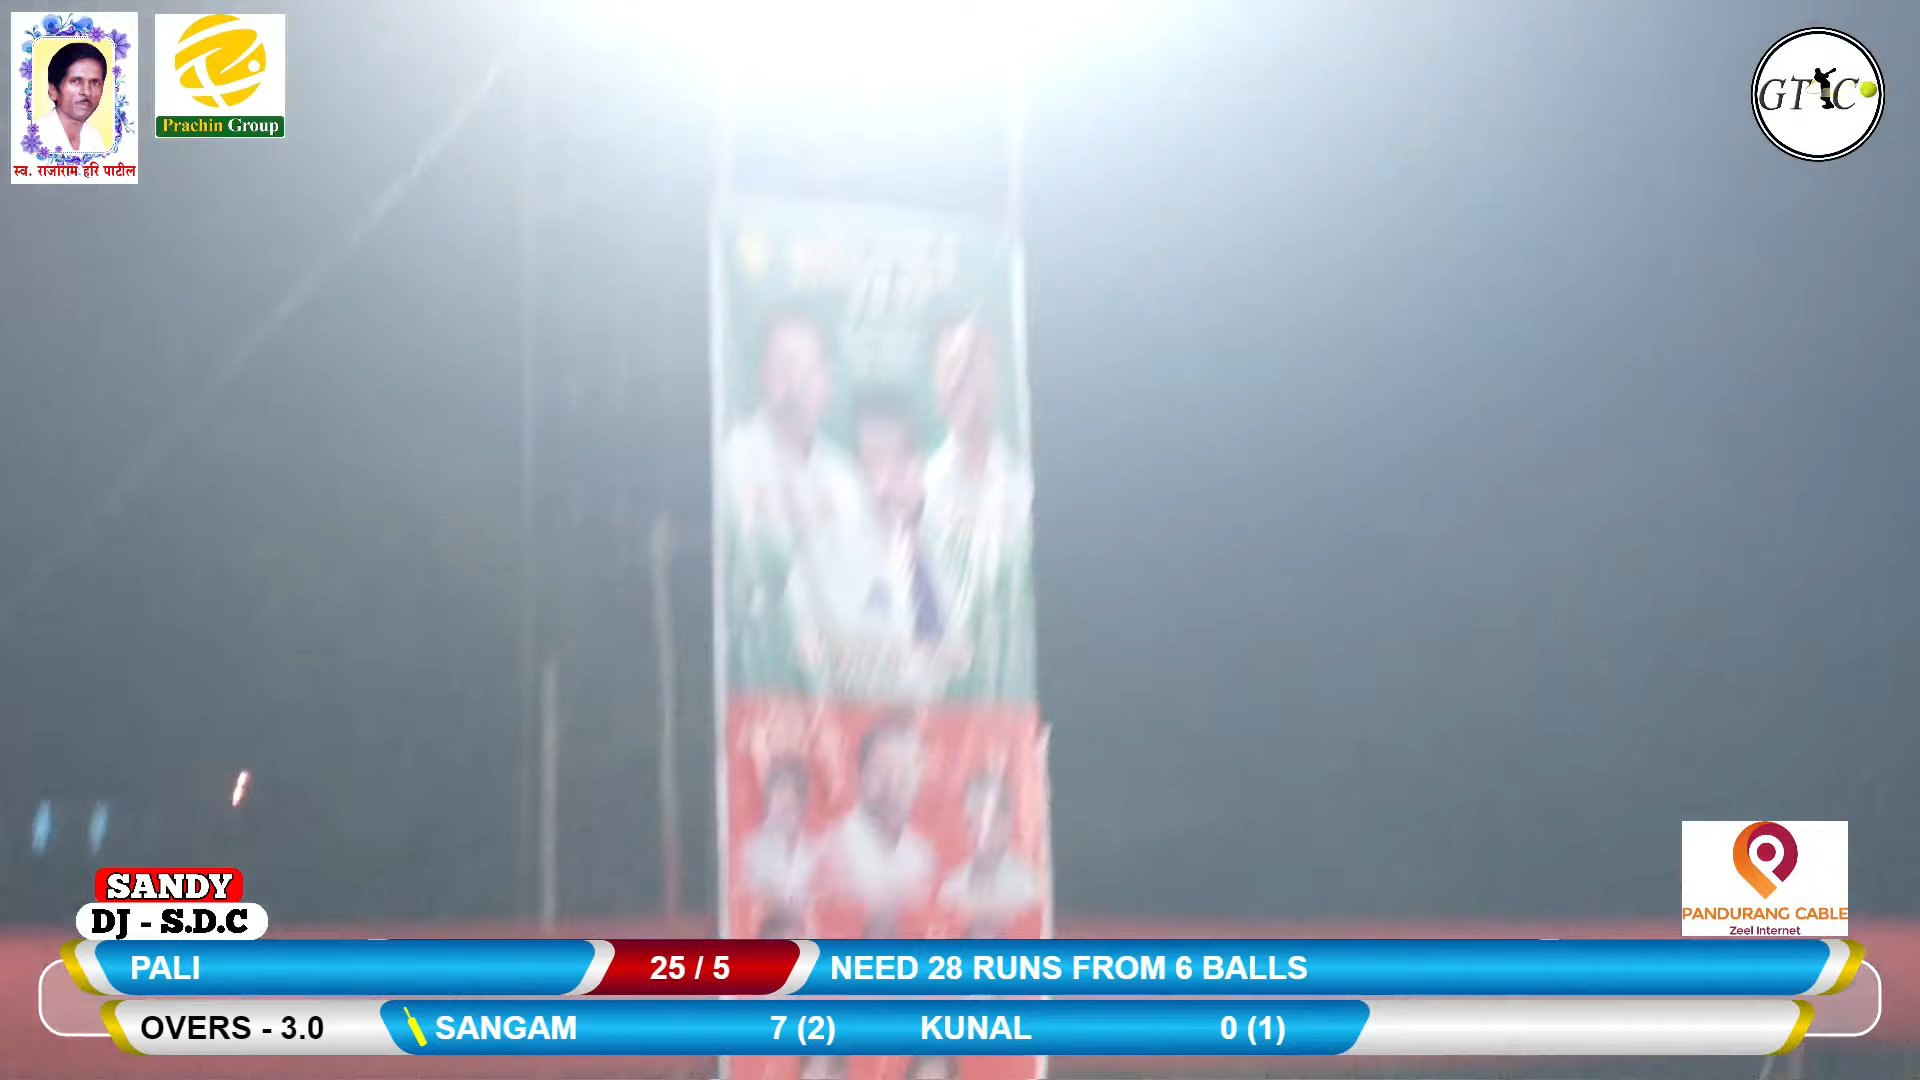 स्व. राजाराम हरि पाटील
Prachin Group
GTCC
SANDY
DJ - S.D.C
PANDURANG CABLE
Zeel Internet
PALI
25 / 5
NEED 28 RUNS FROM 6 BALLS
OVERS - 3.0
SANGAM
7 (2)
KUNAL
0 (1)